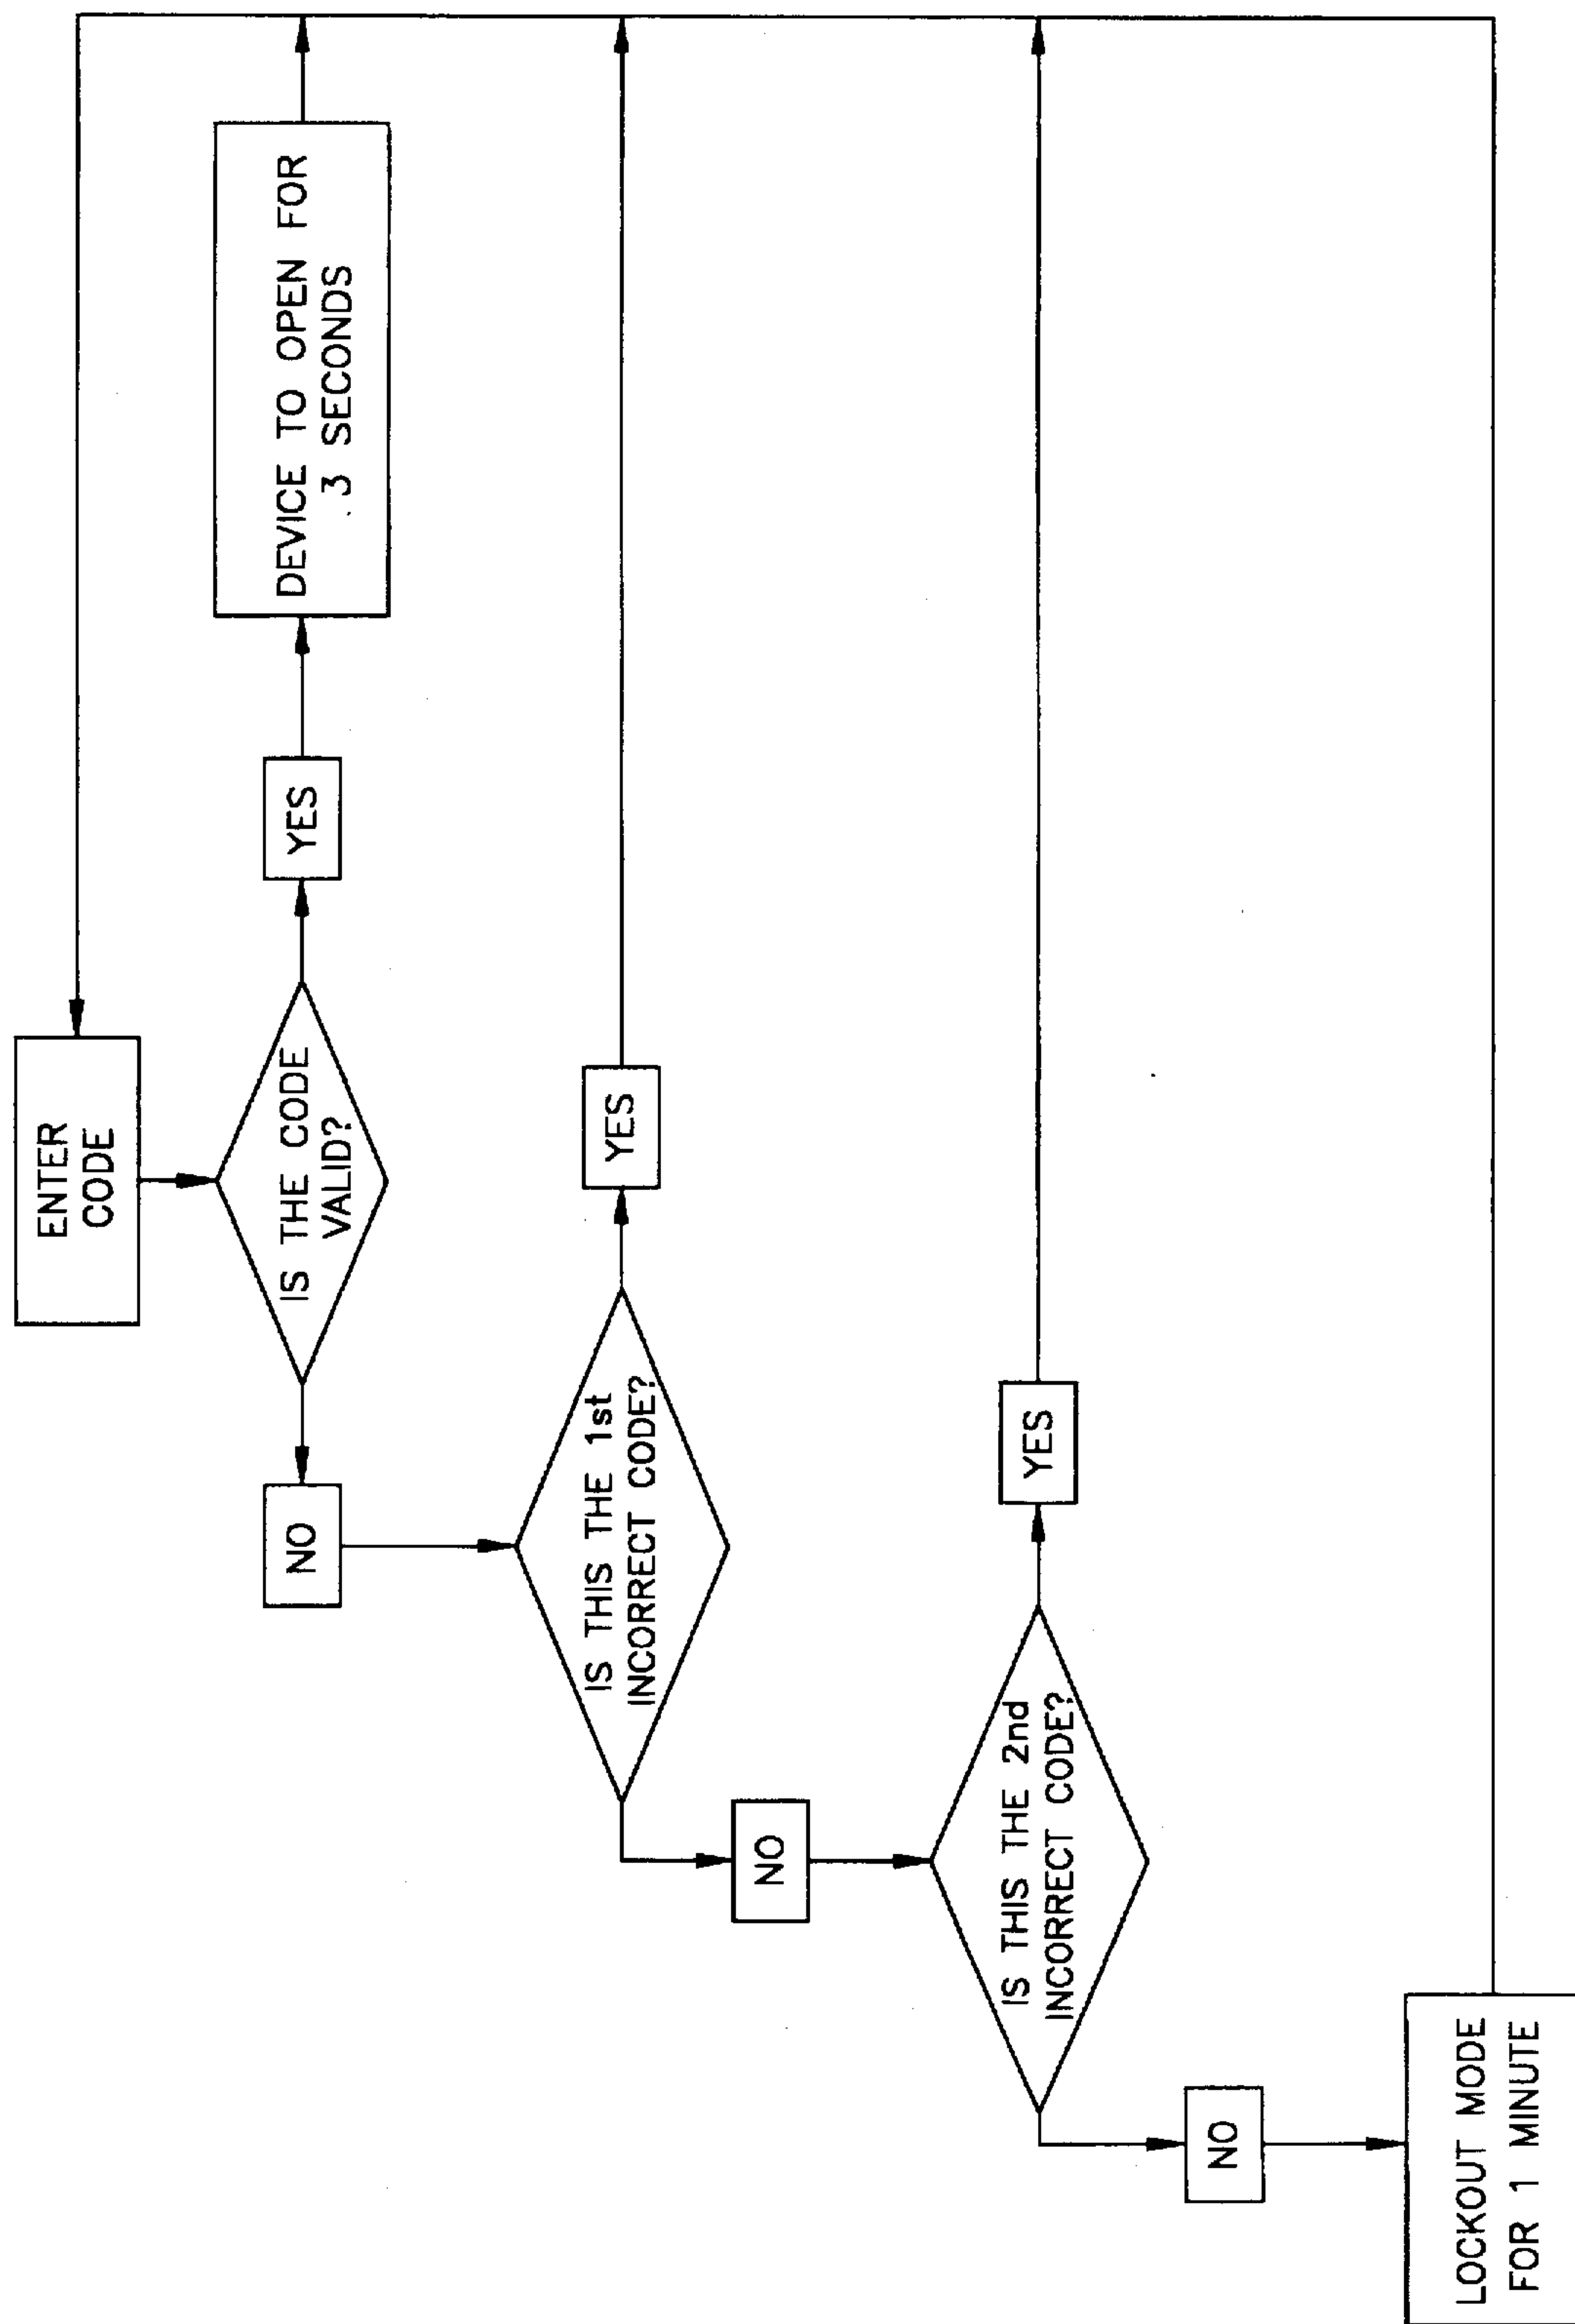 ENTER
CODE
IS THE CODE
VALID?
YES
DEVICE TO OPEN FOR
3 SECONDS
NO
IS THIS THE 1st
INCORRECT CODE?
YES
NO
IS THIS THE 2nd
INCORRECT CODE?
YES
NO
LOCKOUT MODE
FOR 1 MINUTE